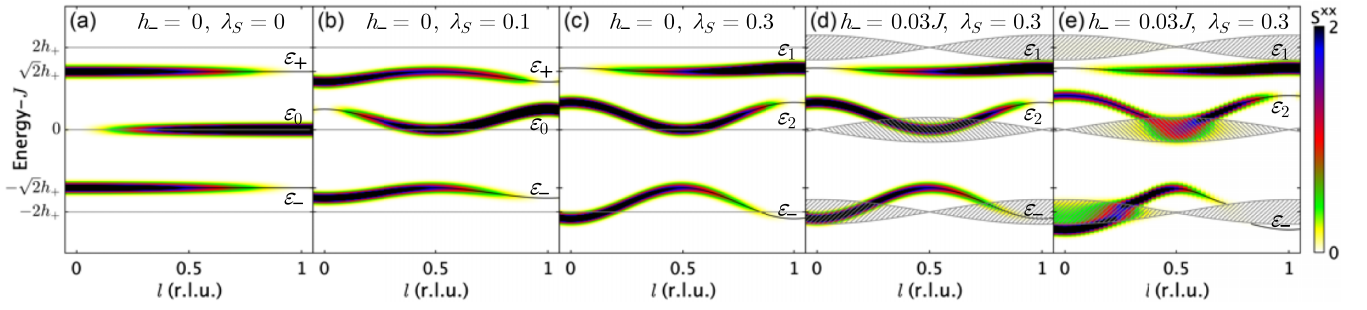 (a) h₋ = 0, λ_S = 0
(b) h₋ = 0, λ_S = 0.1
(c) h₋ = 0, λ_S = 0.3
(d) h₋ = 0.03J, λ_S = 0.3
(e) h₋ = 0.03J, λ_S = 0.3
S^xx
2
0
Energy-J
2h₊
√2h₊
0
−√2h₊
−2h₊
ε₊
ε₀
ε₋
ε₊
ε₀
ε₋
ε₁
ε₂
ε₋
ε₁
ε₂
ε₋
ε₁
ε₂
ε₋
0 0.5 1
0 0.5 1
0 0.5 1
0 0.5 1
0 0.5 1
l (r.l.u.)
l (r.l.u.)
l (r.l.u.)
l (r.l.u.)
l (r.l.u.)